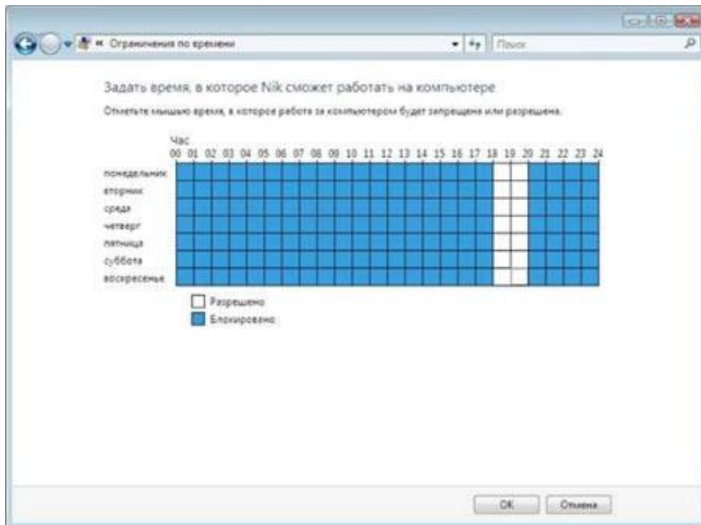 « Ограничения по времени
Поиск
Задать время, в которое Nik сможет работать на компьютере
Отметьте мышью время, в которое работа за компьютером будет запрещена или разрешена.
Час
00 01 02 03 04 05 06 07 08 09 10 11 12 13 14 15 16 17 18 19 20 21 22 23 24
понедельник
вторник
среда
четверг
пятница
суббота
воскресенье
Разрешено
Блокировано
OK Отмена